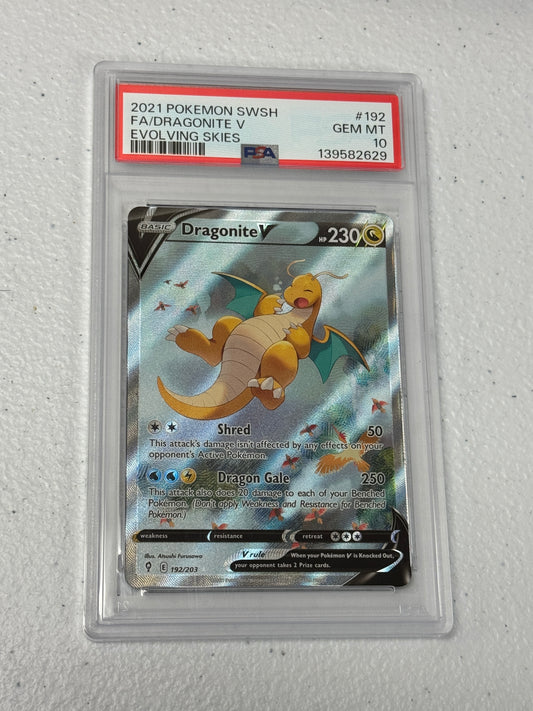 2021 POKEMON SWSH #192
FA/DRAGONITE V GEM MT
EVOLVING SKIES 10
PSA 139582629
BASIC Dragonite V HP 230
Shred 50
This attack's damage isn't affected by any effects on your
opponent's Active Pokémon.
Dragon Gale 250
This attack also does 20 damage to each of your Benched
Pokémon. (Don't apply Weakness and Resistance for Benched
Pokémon.)
weakness resistance retreat
Illus. Atsushi Furusawa
V rule When your Pokémon V is Knocked Out,
your opponent takes 2 Prize cards.
E 192/203